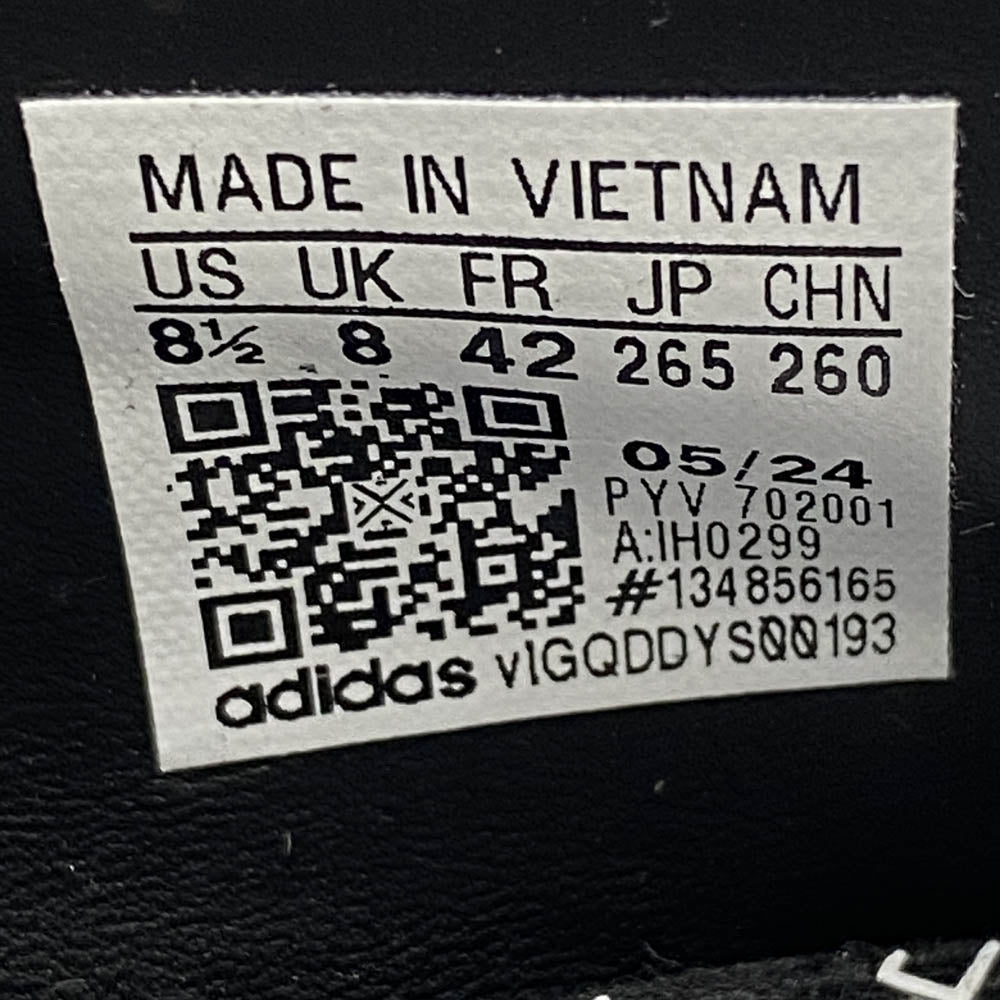 MADE IN VIETNAM
US UK FR JP CHN
8½ 8 42 265 260
05/24
PYV 702001
A:IH0299
#134856165
adidas vIGQDDYS00193